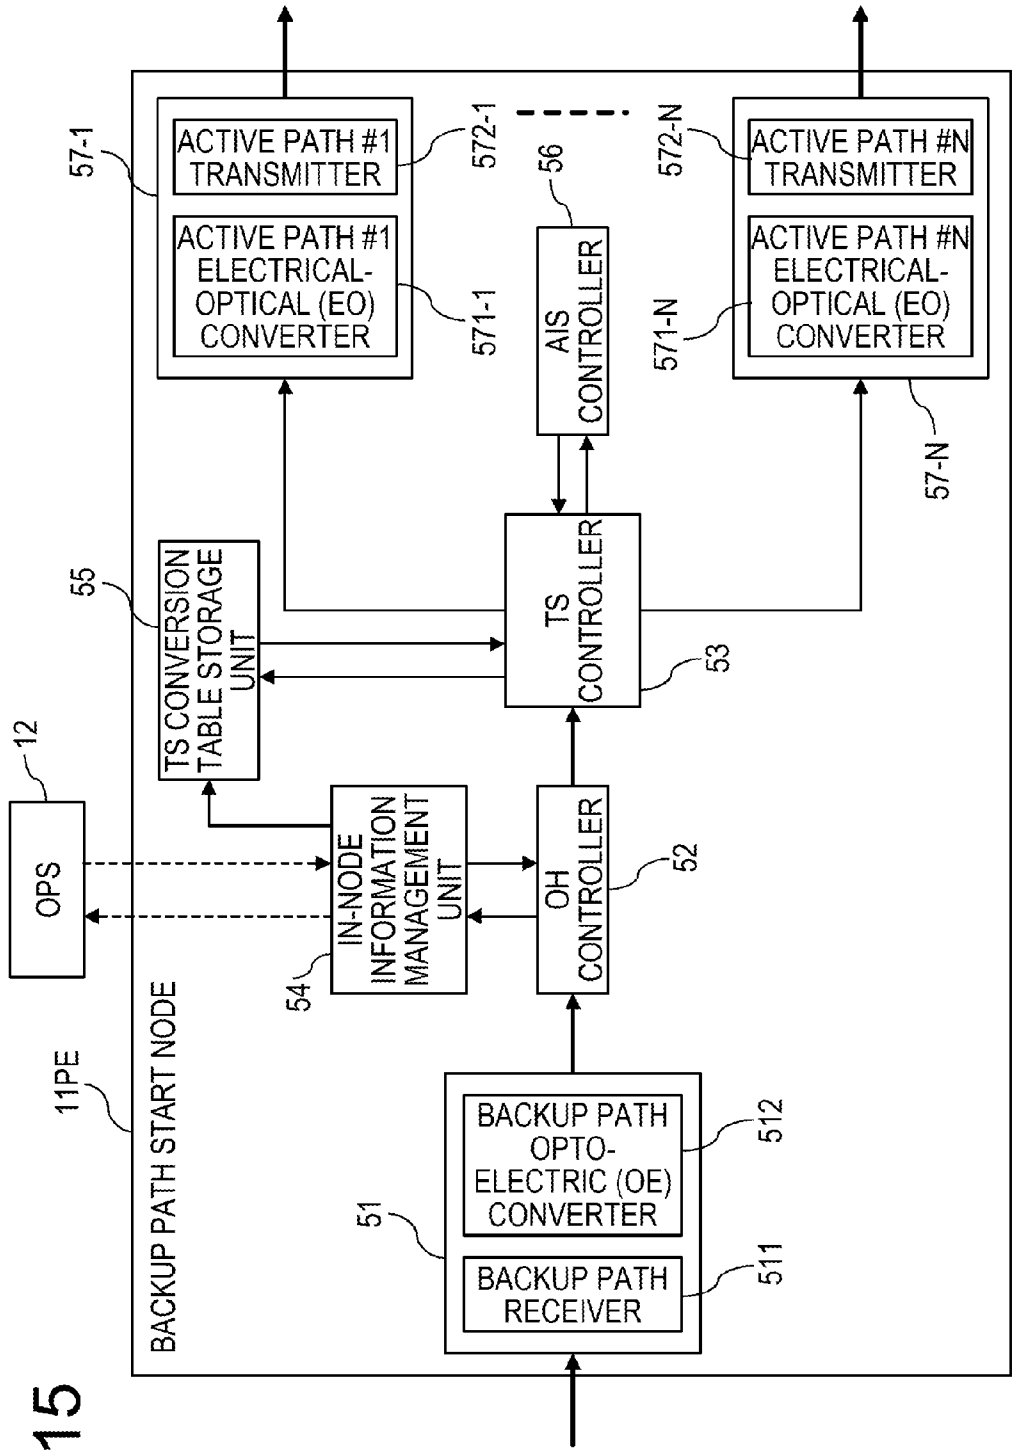 15
11PE
BACKUP PATH START NODE
OPS
12
51
BACKUP PATH
RECEIVER
511
BACKUP PATH
OPTO-
ELECTRIC (OE)
CONVERTER
512
54
IN-NODE
INFORMATION
MANAGEMENT
UNIT
OH
CONTROLLER
52
TS CONVERSION
TABLE STORAGE
UNIT
55
TS
CONTROLLER
53
AIS
CONTROLLER
56
57-1
ACTIVE PATH #1
ELECTRICAL-
OPTICAL (EO)
CONVERTER
571-1
ACTIVE PATH #1
TRANSMITTER
572-1
57-N
ACTIVE PATH #N
ELECTRICAL-
OPTICAL (EO)
CONVERTER
571-N
ACTIVE PATH #N
TRANSMITTER
572-N